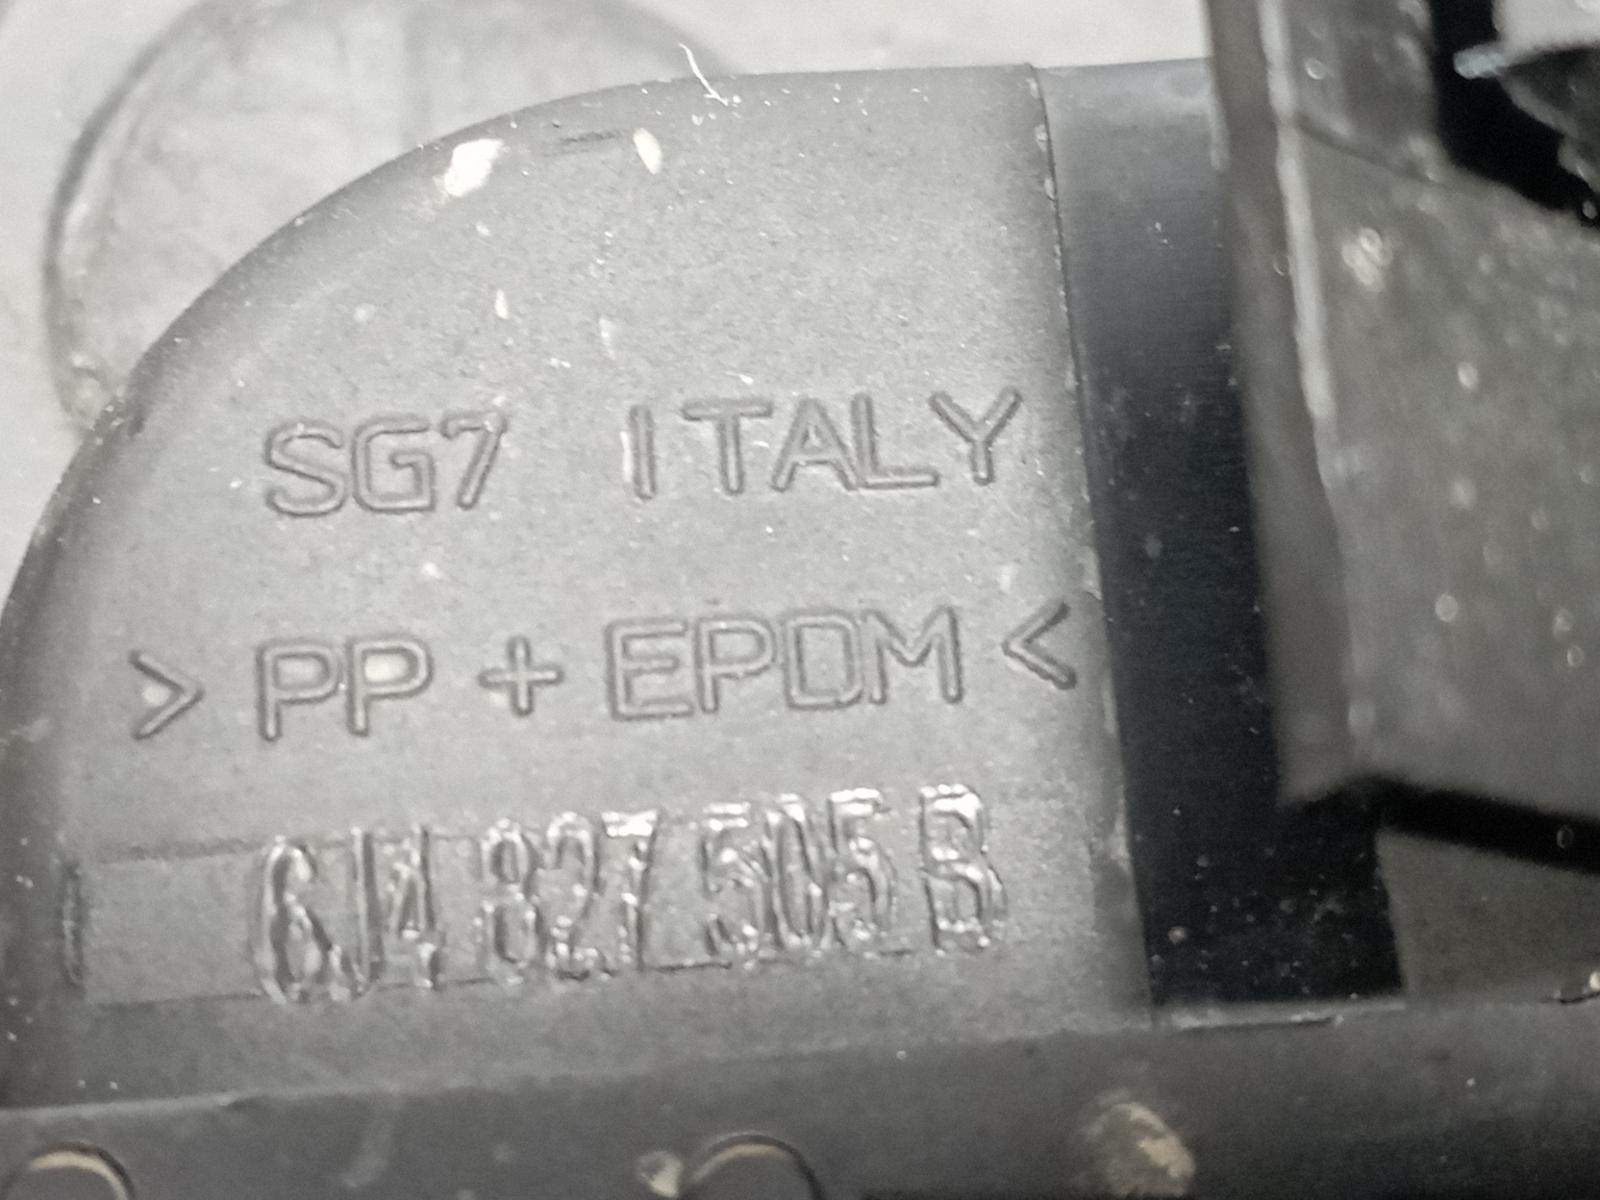 SG7 ITALY
> PP + EPDM <
6J4 827 505 B